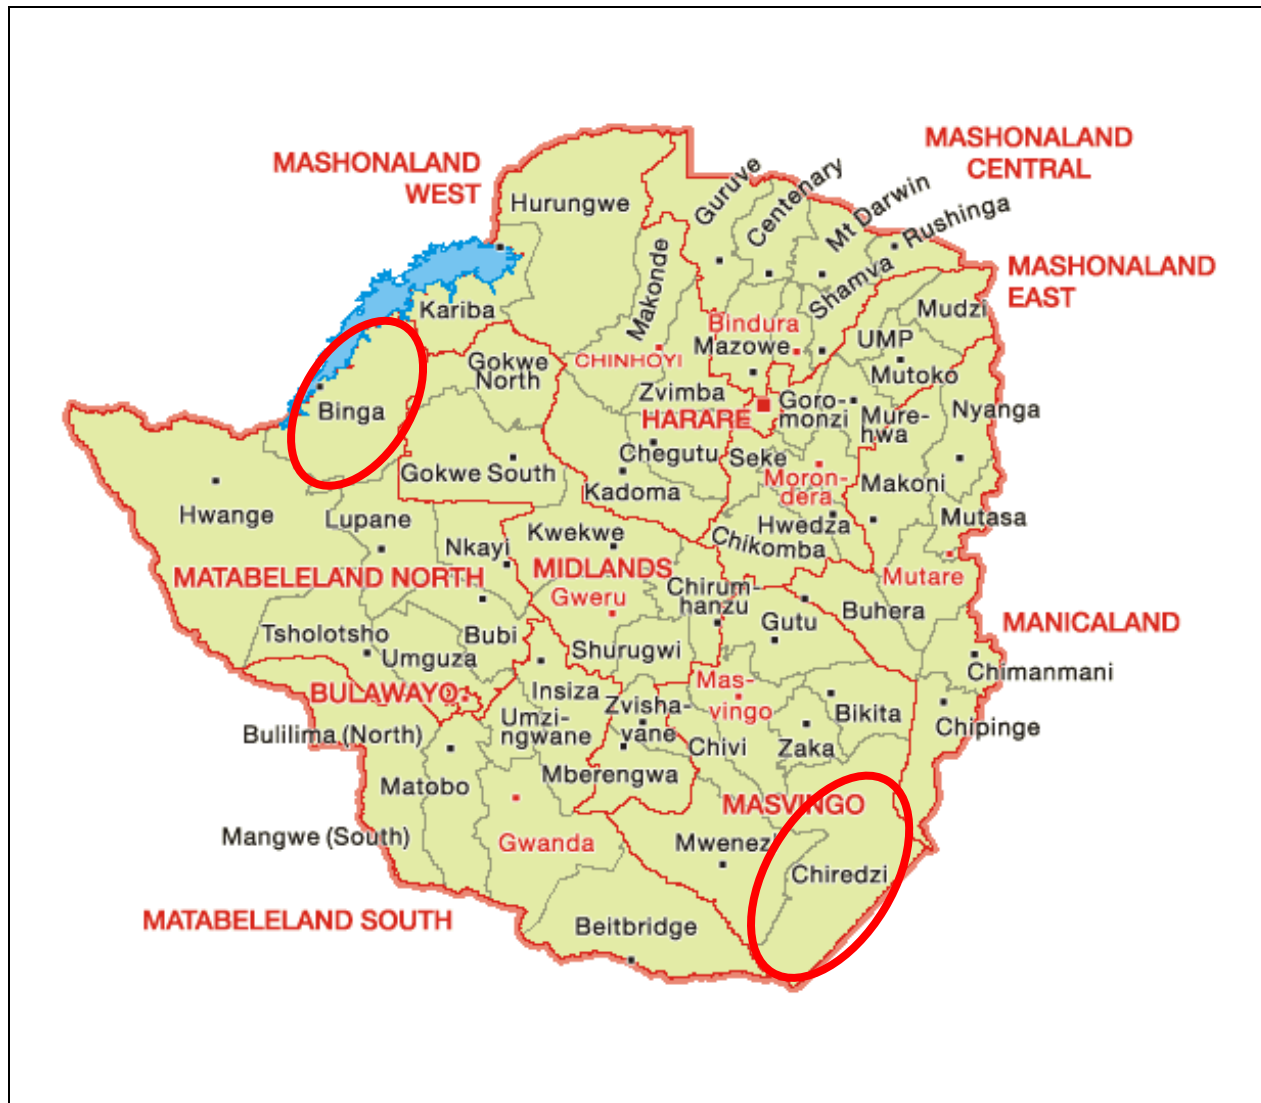 MASHONALAND
CENTRAL
MASHONALAND
WEST
Guruve
Centenary
Mt Darwin
Rushinga
Hurungwe
MASHONALAND
EAST
Makonde
Shamva
Mudzi
Kariba
Bindura
Mazowe
UMP
CHINHOYI
Gokwe
North
Mutoko
Zvimba
HARARE
Goro-
monzi
Mure-
hwa
Nyanga
Binga
Chegutu
Seke
Gokwe South
Moron-
dera
Makoni
Kadoma
Hwange
Lupane
Kwekwe
Hwedza
Mutasa
Nkayi
Chikomba
MATABELELAND NORTH
MIDLANDS
Mutare
Gweru
Chirum-
hanzu
Gutu
Buhera
MANICALAND
Tsholotsho
Bubi
Umguza
Shurugwi
Chimanmani
BULAWAYO
Insiza
Mas-
vingo
Zvisha-
vane
Bikita
Chipinge
Bulilima (North)
Umzi-
ngwane
Chivi
Zaka
Matobo
Mberengwa
MASVINGO
Mangwe (South)
Gwanda
Mwenezi
Chiredzi
MATABELELAND SOUTH
Beitbridge